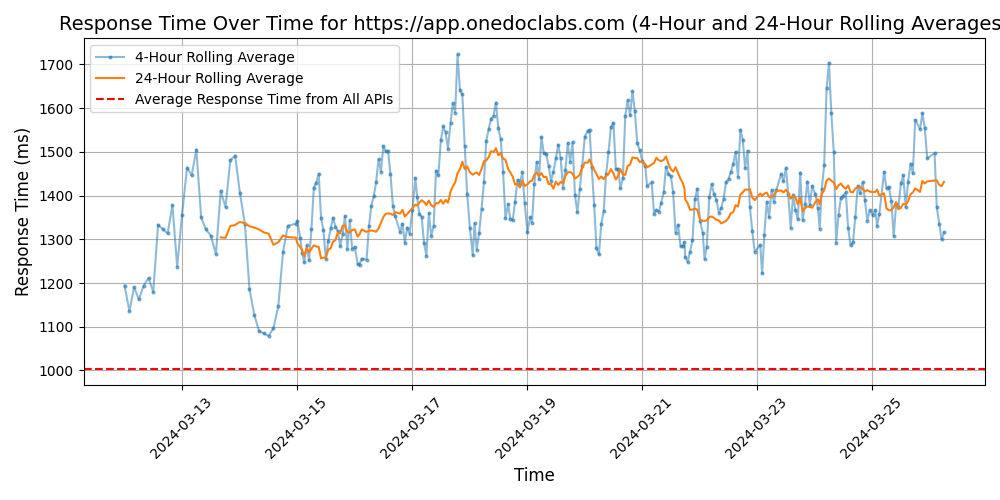 Response Time Over Time for https://app.onedoclabs.com (4-Hour and 24-Hour Rolling Averages
4-Hour Rolling Average
24-Hour Rolling Average
Average Response Time from All APIs
Response Time (ms)
1700
1600
1500
1400
1300
1200
1100
1000
2024-03-13
2024-03-15
2024-03-17
2024-03-19
2024-03-21
2024-03-23
2024-03-25
Time